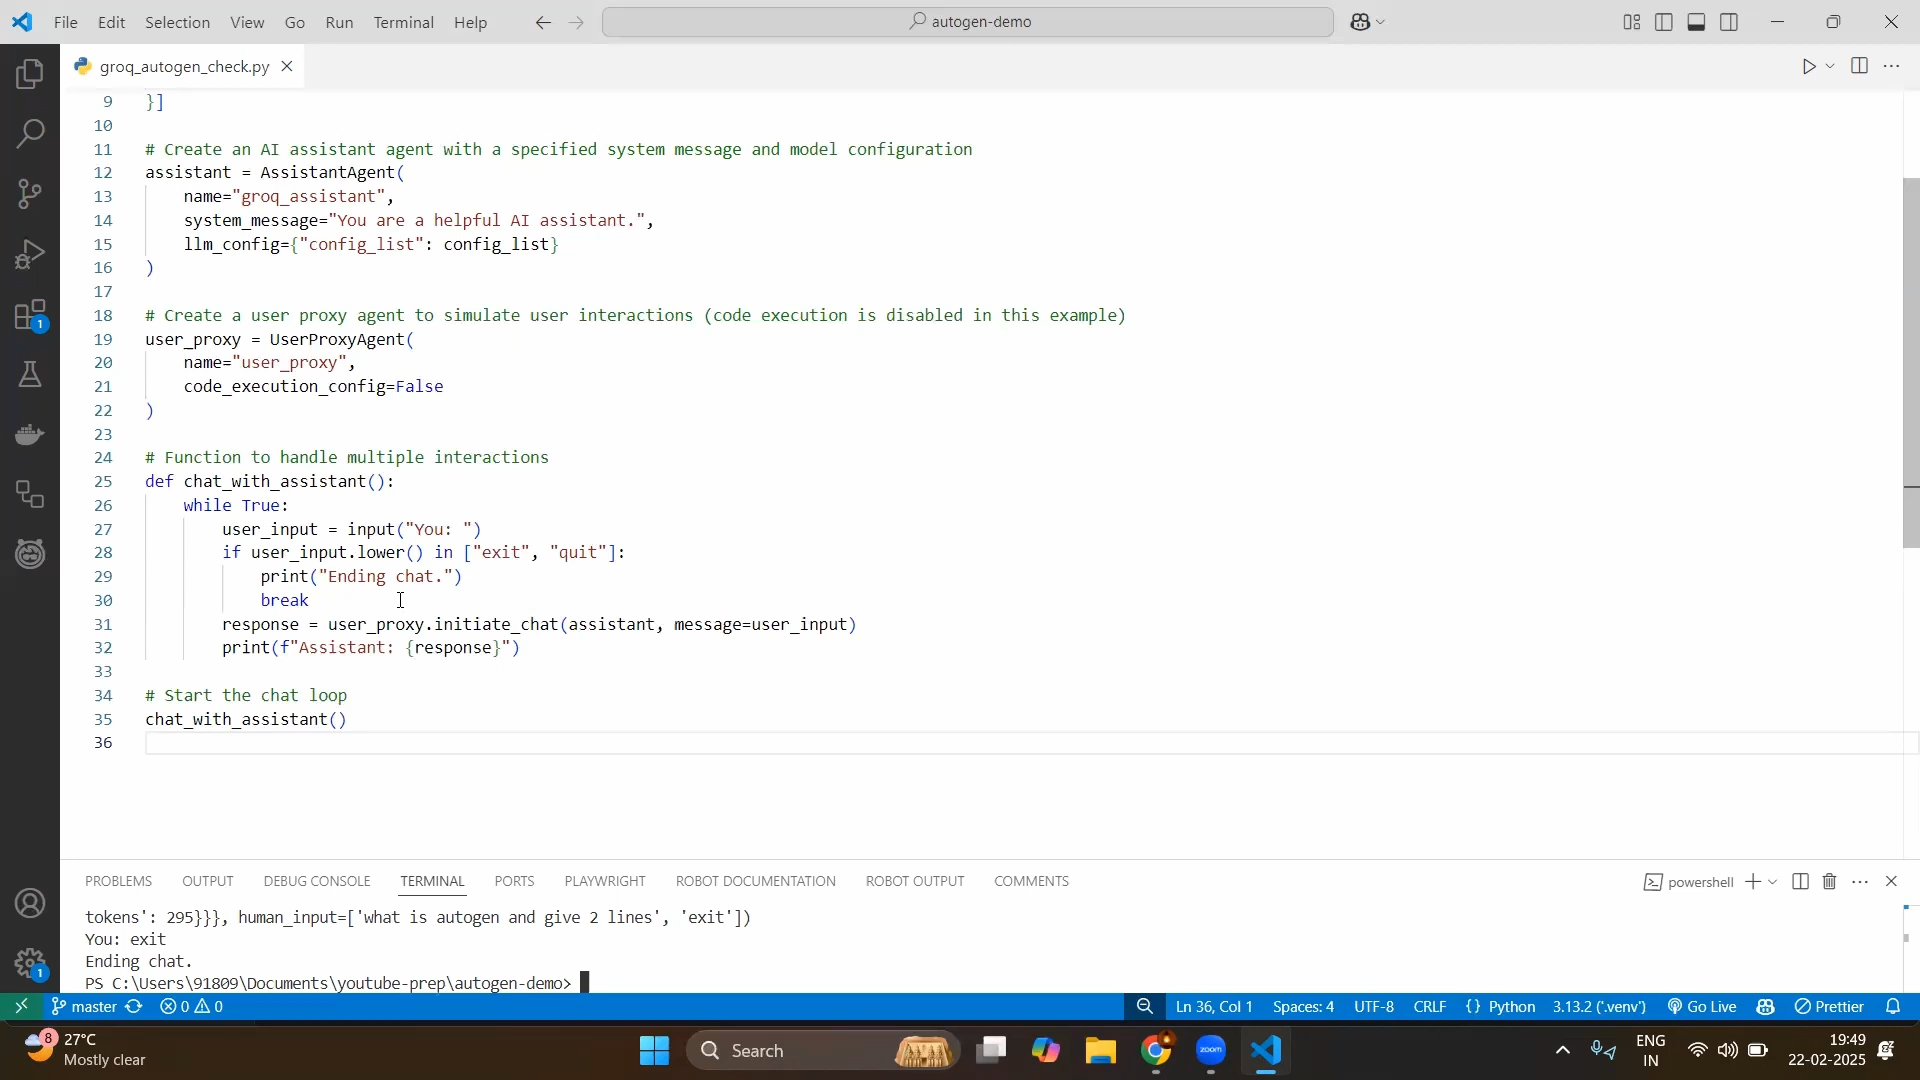 File Edit Selection View Go Run Terminal Help
autogen-demo
groq_autogen_check.py
9 }]
10
11 # Create an AI assistant agent with a specified system message and model configuration
12 assistant = AssistantAgent(
13 name="groq_assistant",
14 system_message="You are a helpful AI assistant.",
15 llm_config={"config_list": config_list}
16 )
17
18 # Create a user proxy agent to simulate user interactions (code execution is disabled in this example)
19 user_proxy = UserProxyAgent(
20 name="user_proxy",
21 code_execution_config=False
22 )
23
24 # Function to handle multiple interactions
25 def chat_with_assistant():
26 while True:
27 user_input = input("You: ")
28 if user_input.lower() in ["exit", "quit"]:
29 print("Ending chat.")
30 break
31 response = user_proxy.initiate_chat(assistant, message=user_input)
32 print(f"Assistant: {response}")
33
34 # Start the chat loop
35 chat_with_assistant()
36
1
PROBLEMS OUTPUT DEBUG CONSOLE TERMINAL PORTS PLAYWRIGHT ROBOT DOCUMENTATION ROBOT OUTPUT COMMENTS
powershell
tokens': 295}}}, human_input=['what is autogen and give 2 lines', 'exit'])
You: exit
Ending chat.
PS C:\Users\91809\Documents\youtube-prep\autogen-demo>
1
master 0 0 Ln 36, Col 1 Spaces: 4 UTF-8 CRLF {} Python 3.13.2 ('.venv') Go Live Prettier
8 27°C
Mostly clear
Search
zoom
ENG
IN
19:49
22-02-2025